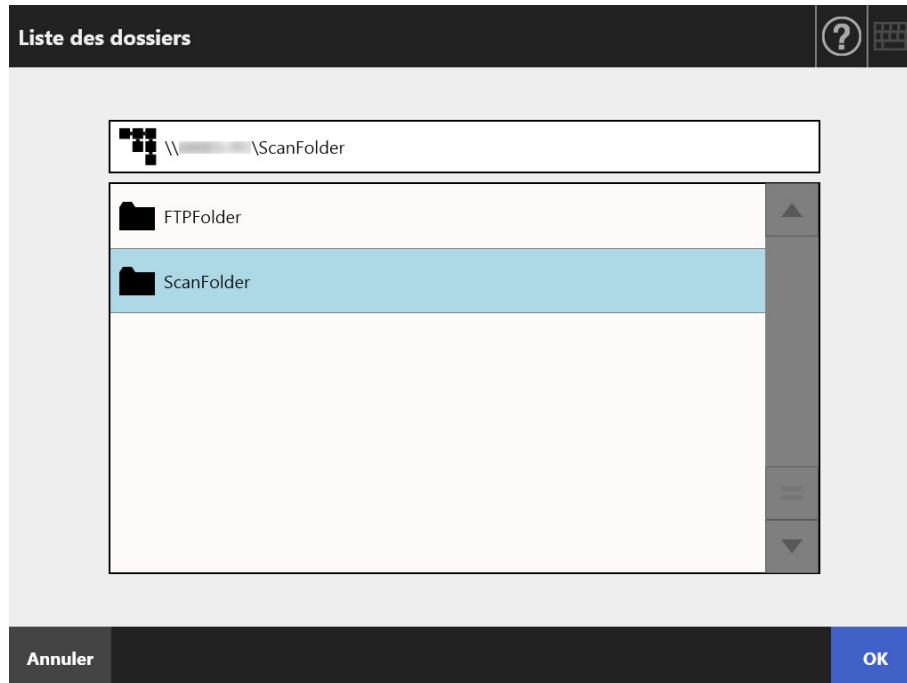 Liste des dossiers
?
\\ \ScanFolder
FTPFolder
ScanFolder
Annuler
OK